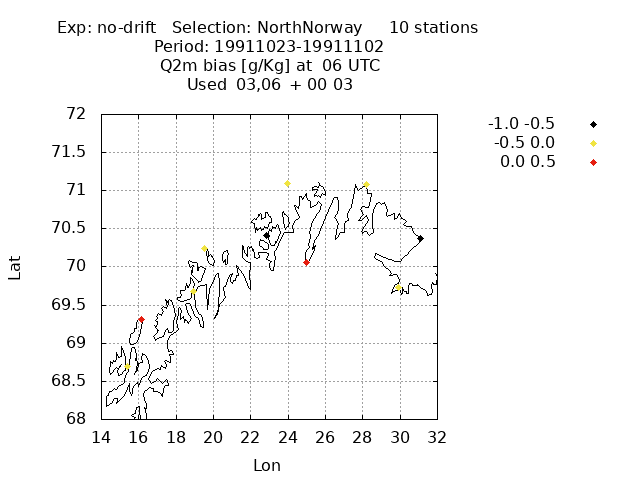 Exp: no-drift Selection: NorthNorway 10 stations
Period: 19911023-19911102
Q2m bias [g/Kg] at 06 UTC
Used 03,06 + 00 03
-1.0 -0.5
-0.5 0.0
0.0 0.5
72
71.5
71
70.5
70
69.5
69
68.5
68
Lat
14 16 18 20 22 24 26 28 30 32
Lon